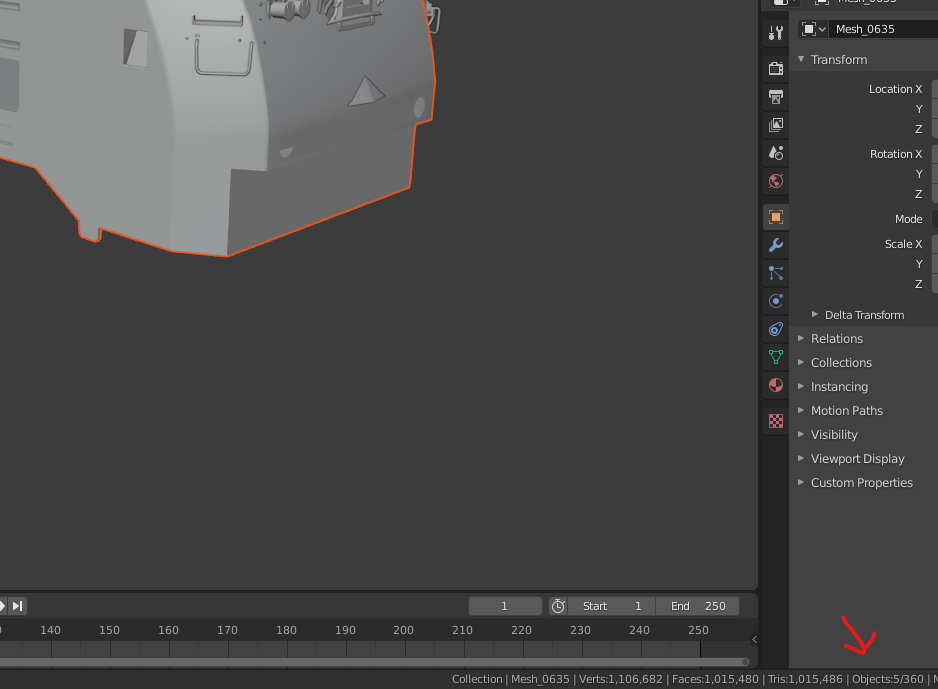 Mesh_0635
Mesh_0635
Transform
Location X
Y
Z
Rotation X
Y
Z
Mode
Scale X
Y
Z
Delta Transform
Relations
Collections
Instancing
Motion Paths
Visibility
Viewport Display
Custom Properties
1 Start 1 End 250
140 150 160 170 180 190 200 210 220 230 240 250
Collection | Mesh_0635 | Verts:1,106,682 | Faces:1,015,480 | Tris:1,015,486 | Objects:5/360 |